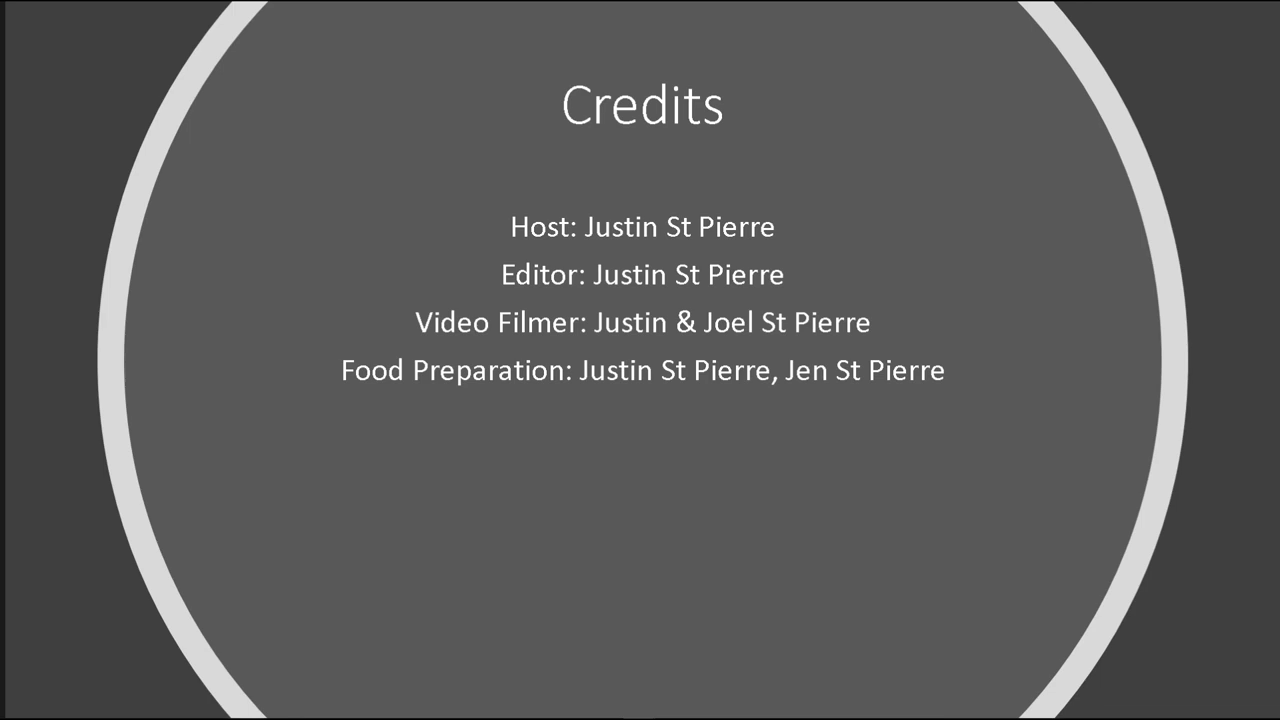 Credits
Host: Justin St Pierre
Editor: Justin St Pierre
Video Filmer: Justin & Joel St Pierre
Food Preparation: Justin St Pierre, Jen St Pierre